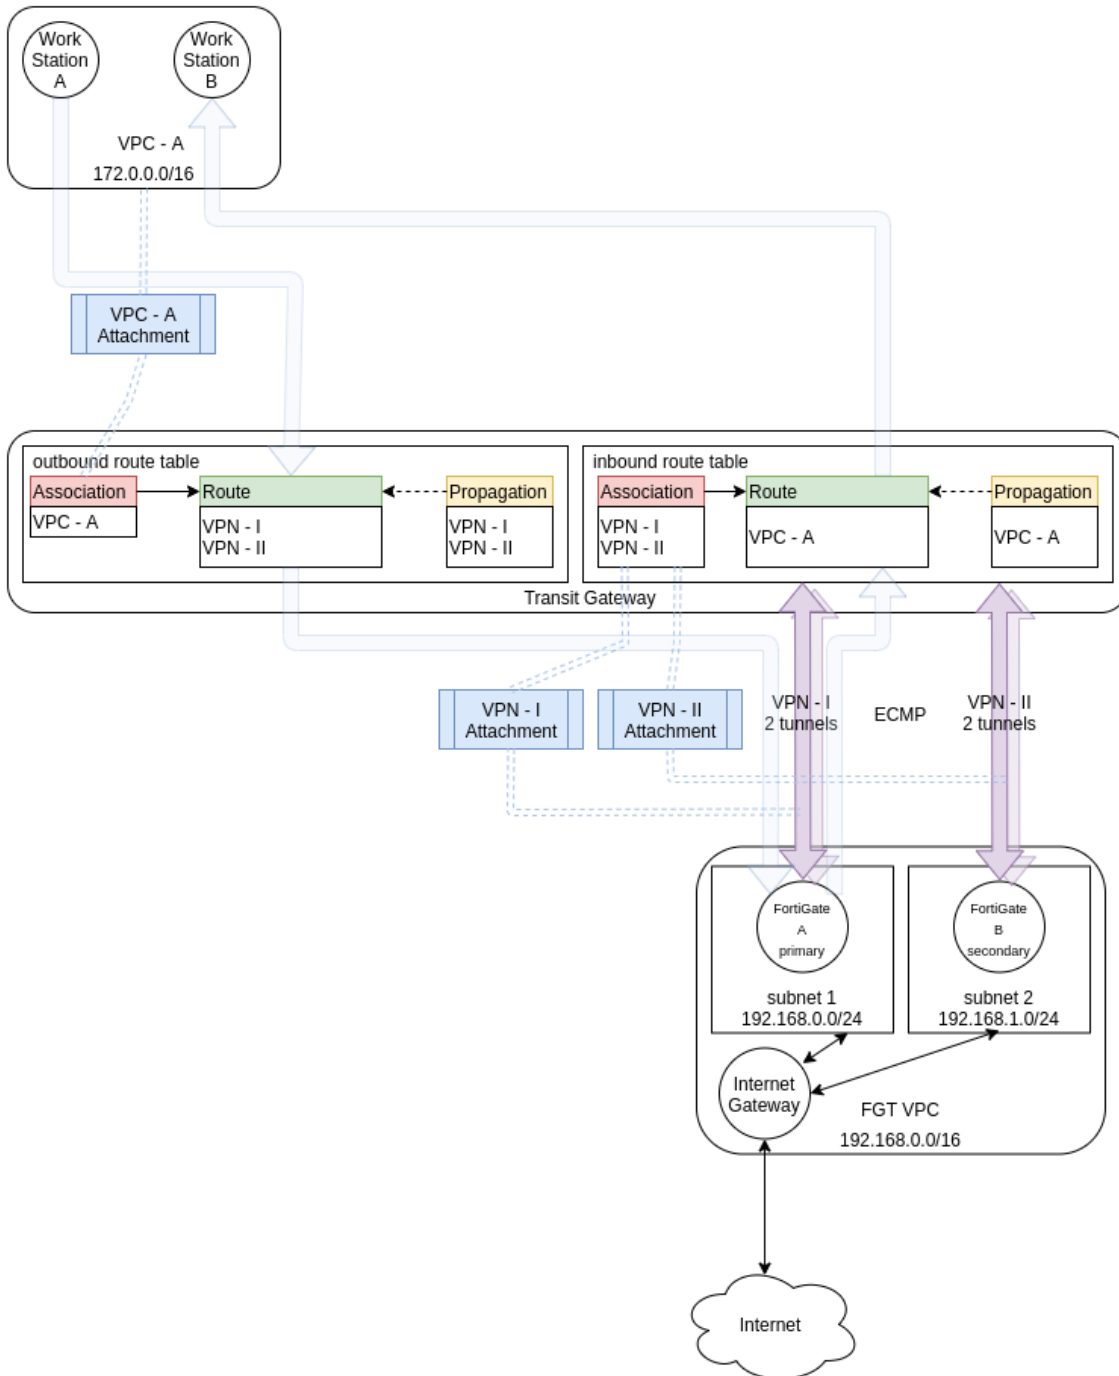 Work
Station
A
Work
Station
B
VPC - A
172.0.0.0/16
VPC - A
Attachment
outbound route table
Association
VPC - A
Route
VPN - I
VPN - II
Propagation
VPN - I
VPN - II
inbound route table
Association
VPN - I
VPN - II
Route
VPC - A
Propagation
VPC - A
Transit Gateway
VPN - I
Attachment
VPN - II
Attachment
VPN - I
2 tunnels
ECMP
VPN - II
2 tunnels
FortiGate
A
primary
FortiGate
B
secondary
subnet 1
192.168.0.0/24
subnet 2
192.168.1.0/24
Internet
Gateway
FGT VPC
192.168.0.0/16
Internet